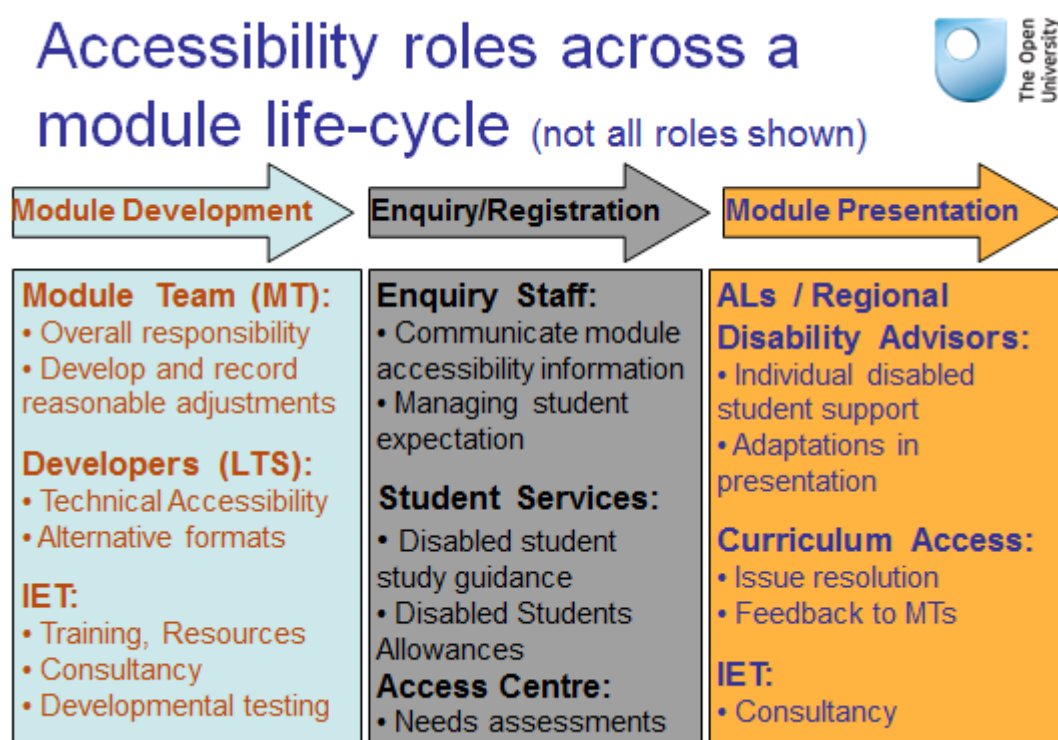 Accessibility roles across a
module life-cycle (not all roles shown)
The Open
University
Module Development
Enquiry/Registration
Module Presentation
Module Team (MT):
• Overall responsibility
• Develop and record
reasonable adjustments
Developers (LTS):
• Technical Accessibility
• Alternative formats
IET:
• Training, Resources
• Consultancy
• Developmental testing
Enquiry Staff:
• Communicate module
accessibility information
• Managing student
expectation
Student Services:
• Disabled student
study guidance
• Disabled Students
Allowances
Access Centre:
• Needs assessments
ALs / Regional
Disability Advisors:
• Individual disabled
student support
• Adaptations in
presentation
Curriculum Access:
• Issue resolution
• Feedback to MTs
IET:
• Consultancy